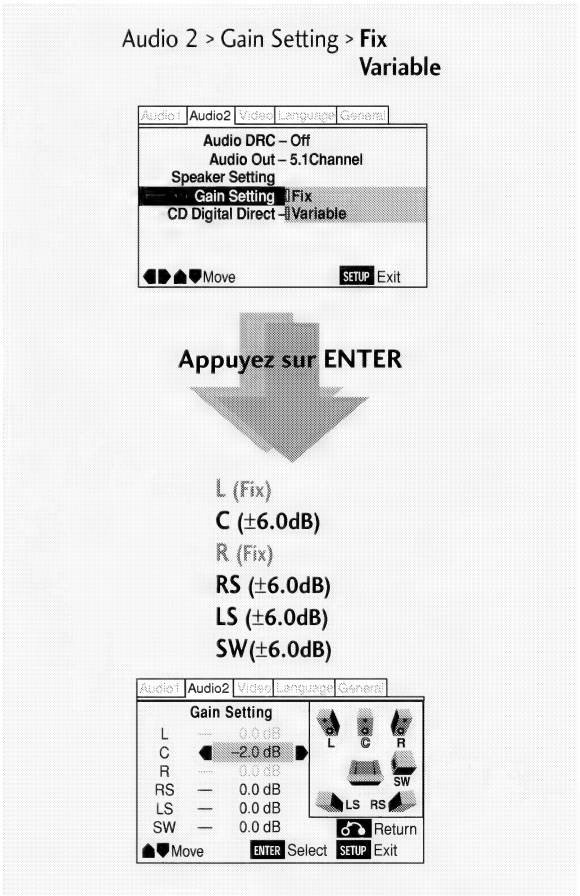 Audio 2 > Gain Setting > Fix
Variable
Audio1 Audio2 Video Language General
Audio DRC – Off
Audio Out – 5.1Channel
Speaker Setting
Gain Setting Fix
CD Digital Direct – Variable
Move SETUP Exit
Appuyez sur ENTER
L (Fix)
C (±6.0dB)
R (Fix)
RS (±6.0dB)
LS (±6.0dB)
SW(±6.0dB)
Audio1 Audio2 Video Language General
Gain Setting
L — 0.0 dB
C –2.0 dB
R — 0.0 dB
RS — 0.0 dB
LS — 0.0 dB
SW — 0.0 dB
L C R
SW
LS RS
Return
Move ENTER Select SETUP Exit